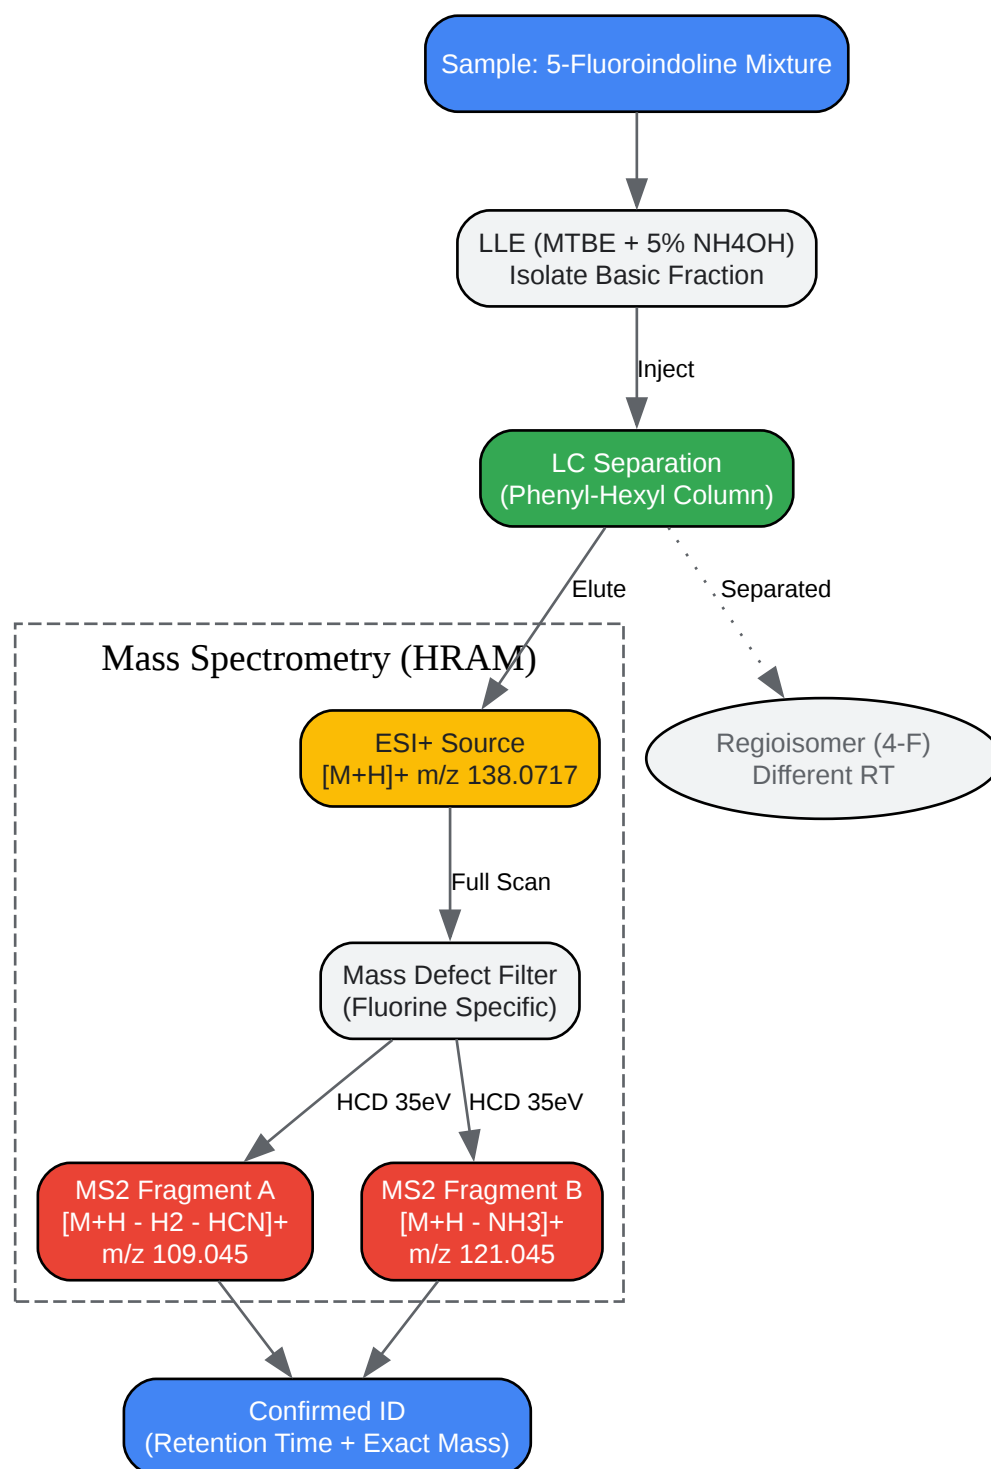 Sample: 5-Fluoroindoline Mixture
LLE (MTBE + 5% NH4OH)
Isolate Basic Fraction
Inject
LC Separation
(Phenyl-Hexyl Column)
Elute
Separated
Mass Spectrometry (HRAM)
ESI+ Source
[M+H]+ m/z 138.0717
Regioisomer (4-F)
Different RT
Full Scan
Mass Defect Filter
(Fluorine Specific)
HCD 35eV
HCD 35eV
MS2 Fragment A
[M+H - H2 - HCN]+
m/z 109.045
MS2 Fragment B
[M+H - NH3]+
m/z 121.045
Confirmed ID
(Retention Time + Exact Mass)